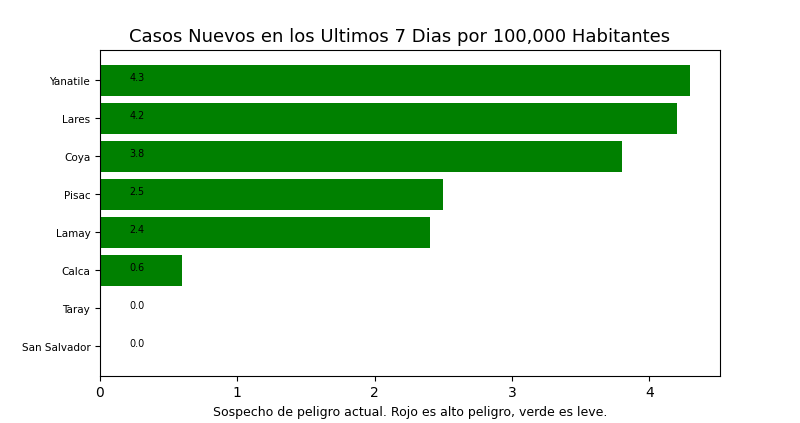 Casos Nuevos en los Ultimos 7 Dias por 100,000 Habitantes
Yanatile 4.3
Lares 4.2
Coya 3.8
Pisac 2.5
Lamay 2.4
Calca 0.6
Taray 0.0
San Salvador 0.0
0 1 2 3 4
Sospecho de peligro actual. Rojo es alto peligro, verde es leve.